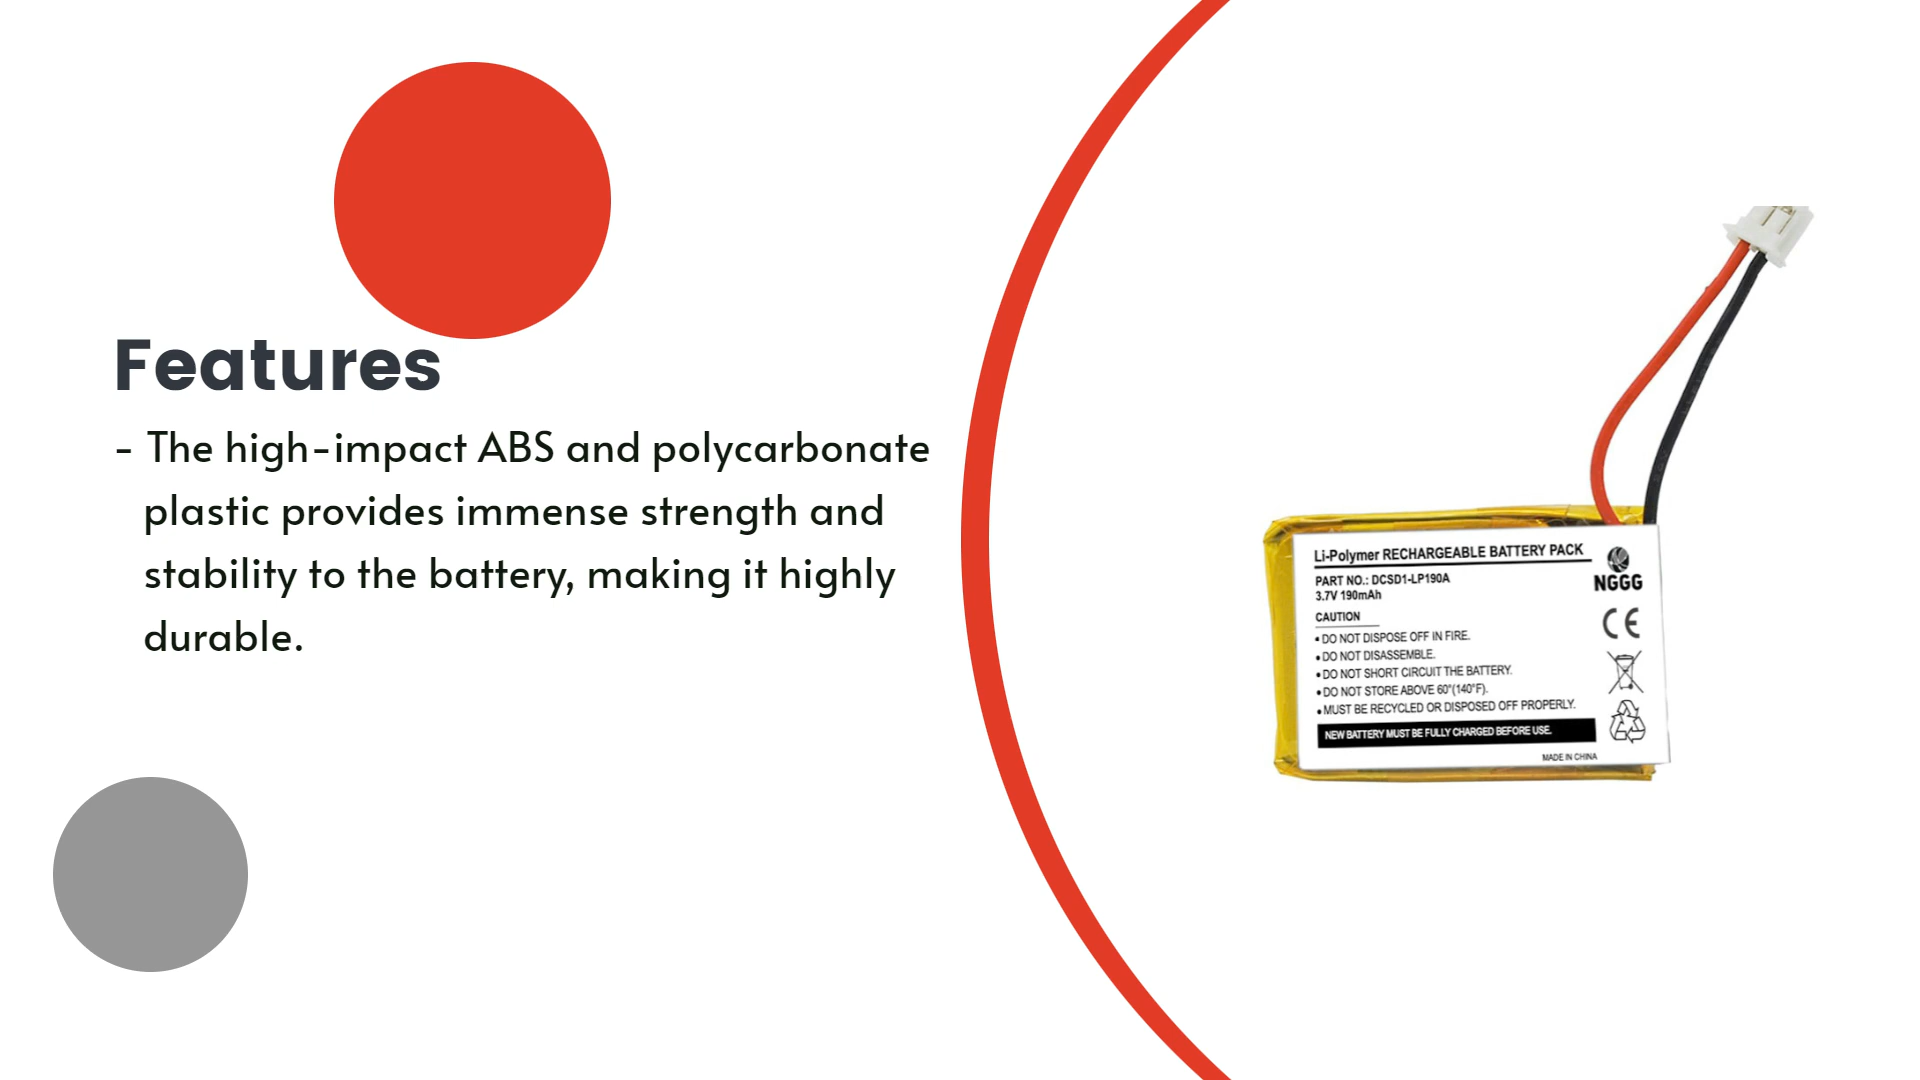 Features
- The high-impact ABS and polycarbonate
plastic provides immense strength and
stability to the battery, making it highly
durable.
Li-Polymer RECHARGEABLE BATTERY PACK
PART NO.: DCSD1-LP190A
3.7V 190mAh
CAUTION
• DO NOT DISPOSE OFF IN FIRE.
• DO NOT DISASSEMBLE.
• DO NOT SHORT CIRCUIT THE BATTERY.
• DO NOT STORE ABOVE 60°(140°F).
• MUST BE RECYCLED OR DISPOSED OFF PROPERLY.
NEW BATTERY MUST BE FULLY CHARGED BEFORE USE.
MADE IN CHINA
NGGG
CE